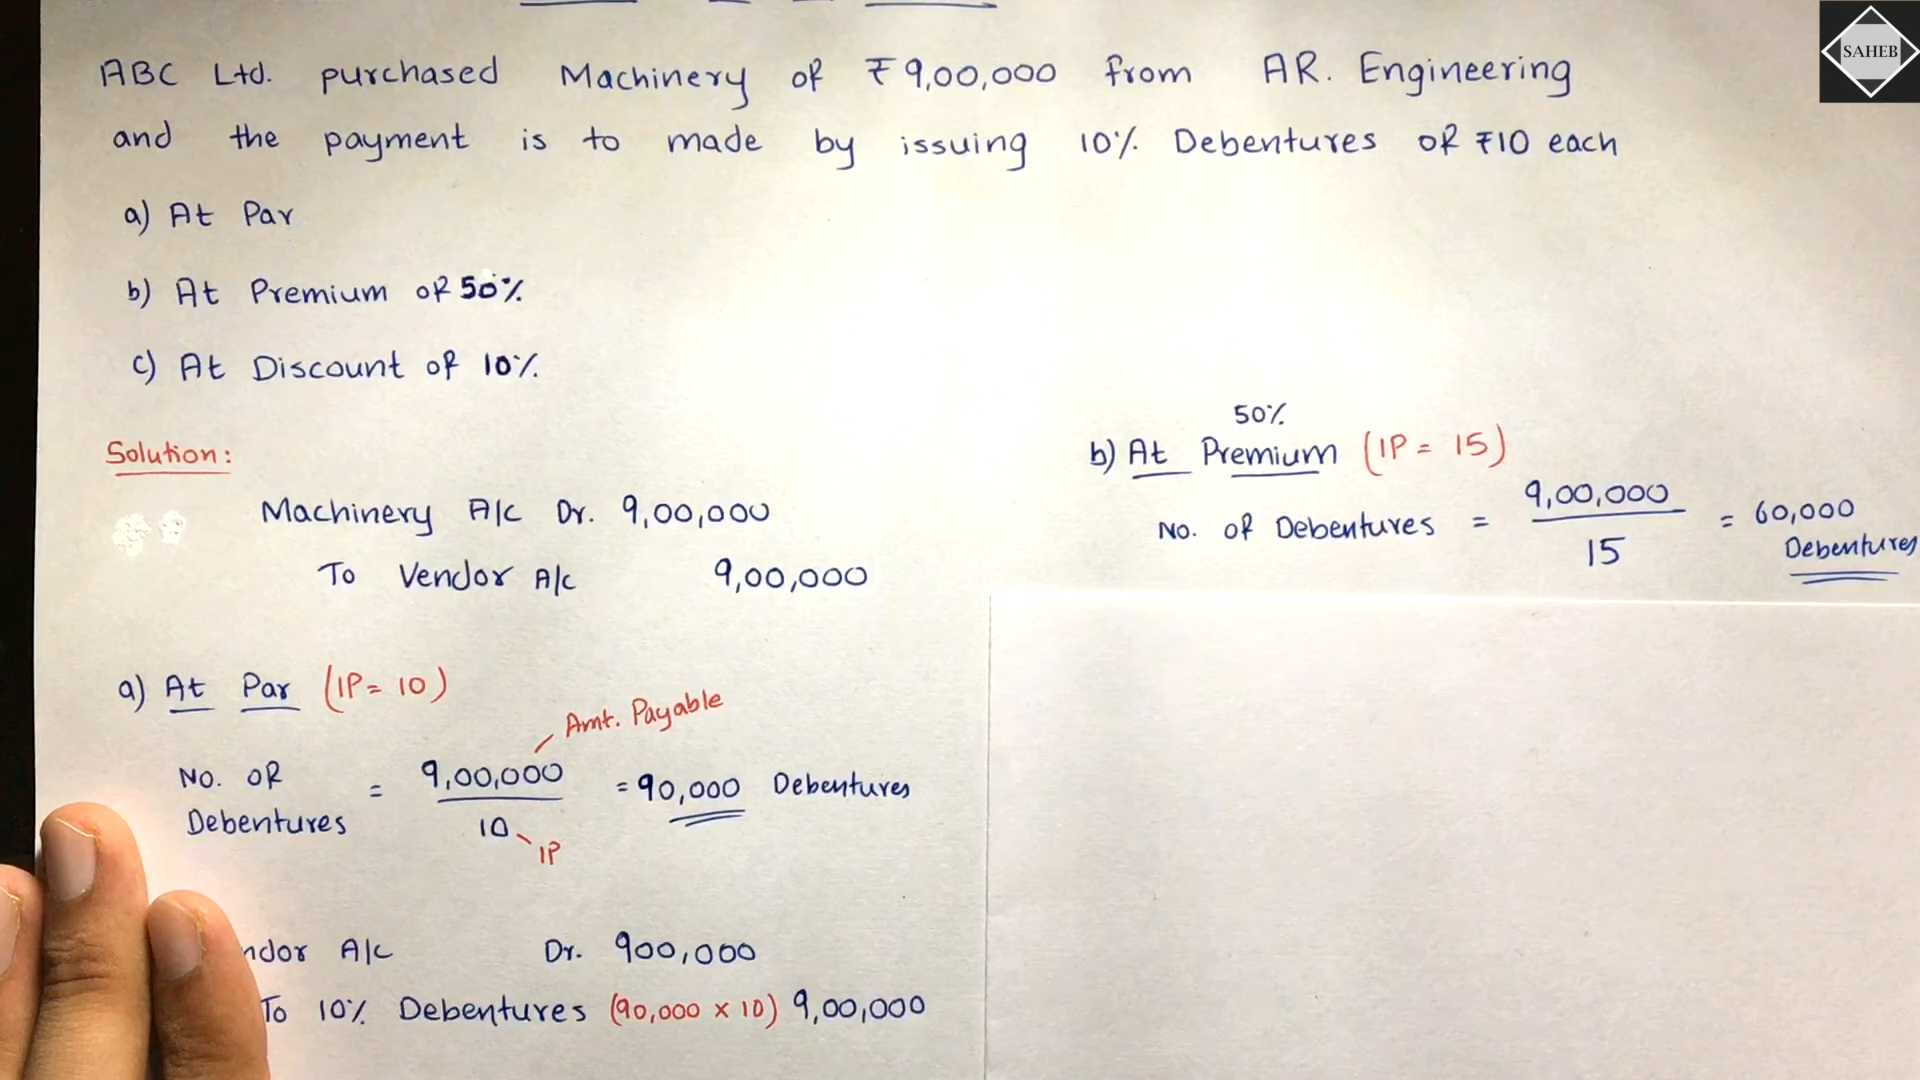 ABC Ltd. purchased Machinery of ₹9,00,000 from AR. Engineering
and the payment is to made by issuing 10% Debentures of ₹10 each
a) At Par
b) At Premium of 50%
c) At Discount of 10%
Solution:
Machinery A/c Dr. 9,00,000
To Vendor A/c 9,00,000
a) At Par (IP = 10)
Amt. Payable
No. of Debentures = 9,00,000 / 10 = 90,000 Debentures
IP
ndor A/c Dr. 900,000
To 10% Debentures (90,000 x 10) 9,00,000
50%
b) At Premium (IP = 15)
No. of Debentures = 9,00,000 / 15 = 60,000 Debentures
SAHEB